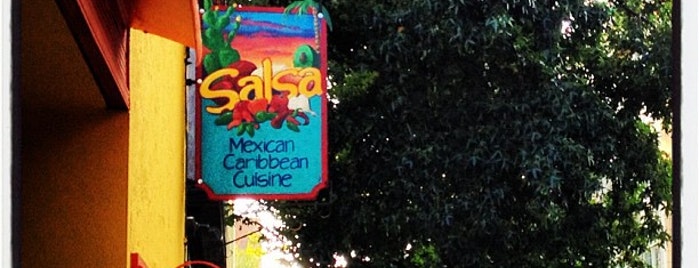 Salsa
Mexican
Caribbean
Cuisine